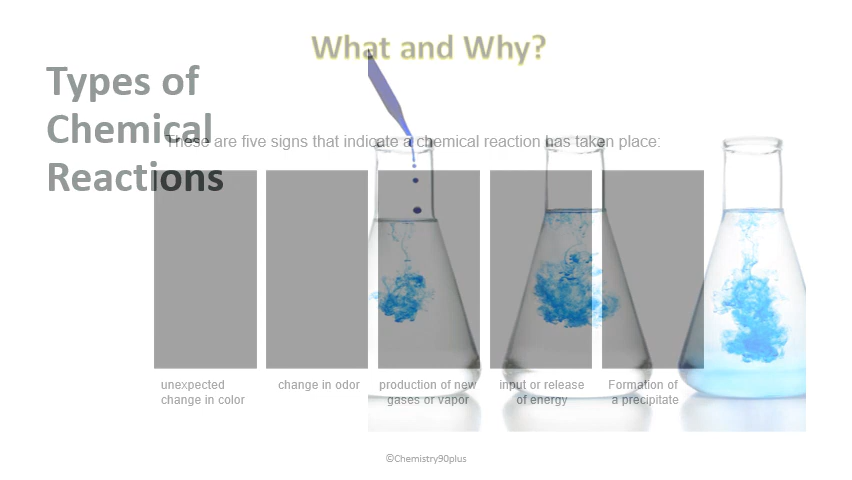 What and Why?
Types of
Chemical
Reactions
These are five signs that indicate a chemical reaction has taken place:
unexpected
change in color
change in odor
production of new
gases or vapor
input or release
of energy
Formation of
a precipitate
©Chemistry90plus